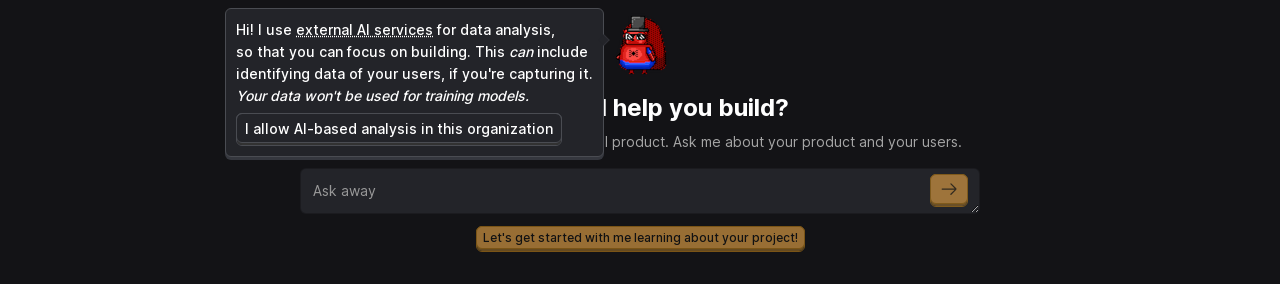 Hi! I use external AI services for data analysis,
so that you can focus on building. This can include
identifying data of your users, if you're capturing it.
Your data won't be used for training models.
I allow AI-based analysis in this organization
help you build?
product. Ask me about your product and your users.
Ask away
Let's get started with me learning about your project!